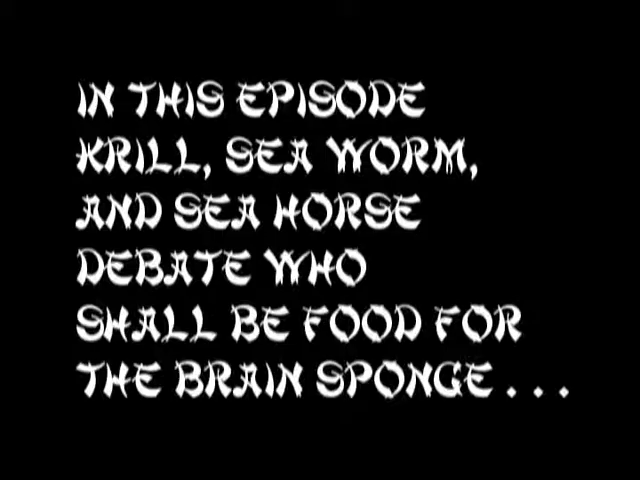 IN THIS EPISODE
KRILL, SEA WORM,
AND SEA HORSE
DEBATE WHO
SHALL BE FOOD FOR
THE BRAIN SPONGE . . .